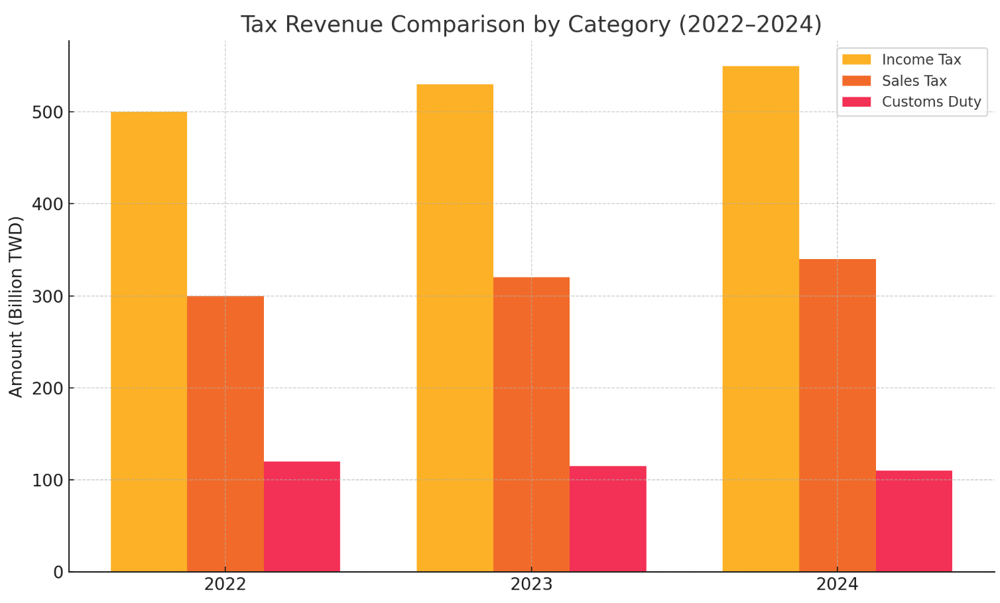 Tax Revenue Comparison by Category (2022–2024)
Income Tax
Sales Tax
Customs Duty
Amount (Billion TWD)
500
400
300
200
100
0
2022
2023
2024